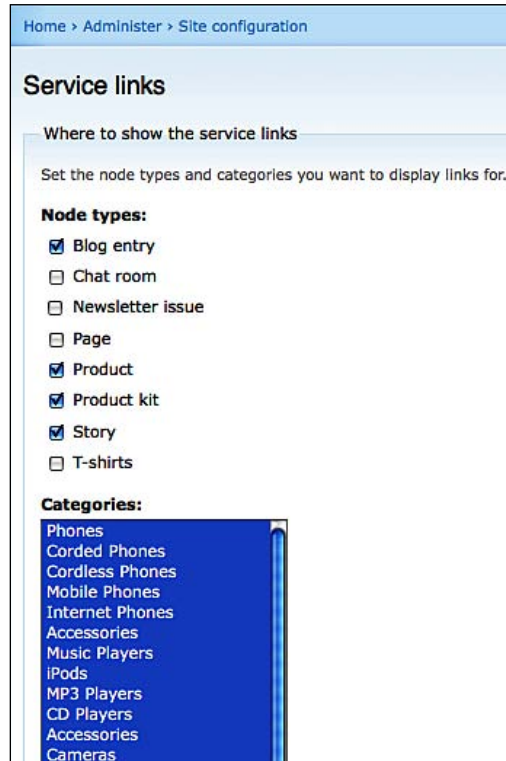 Home › Administer › Site configuration
Service links
Where to show the service links
Set the node types and categories you want to display links for.
Node types:
Blog entry
Chat room
Newsletter issue
Page
Product
Product kit
Story
T-shirts
Categories:
Phones
Corded Phones
Cordless Phones
Mobile Phones
Internet Phones
Accessories
Music Players
iPods
MP3 Players
CD Players
Accessories
Cameras